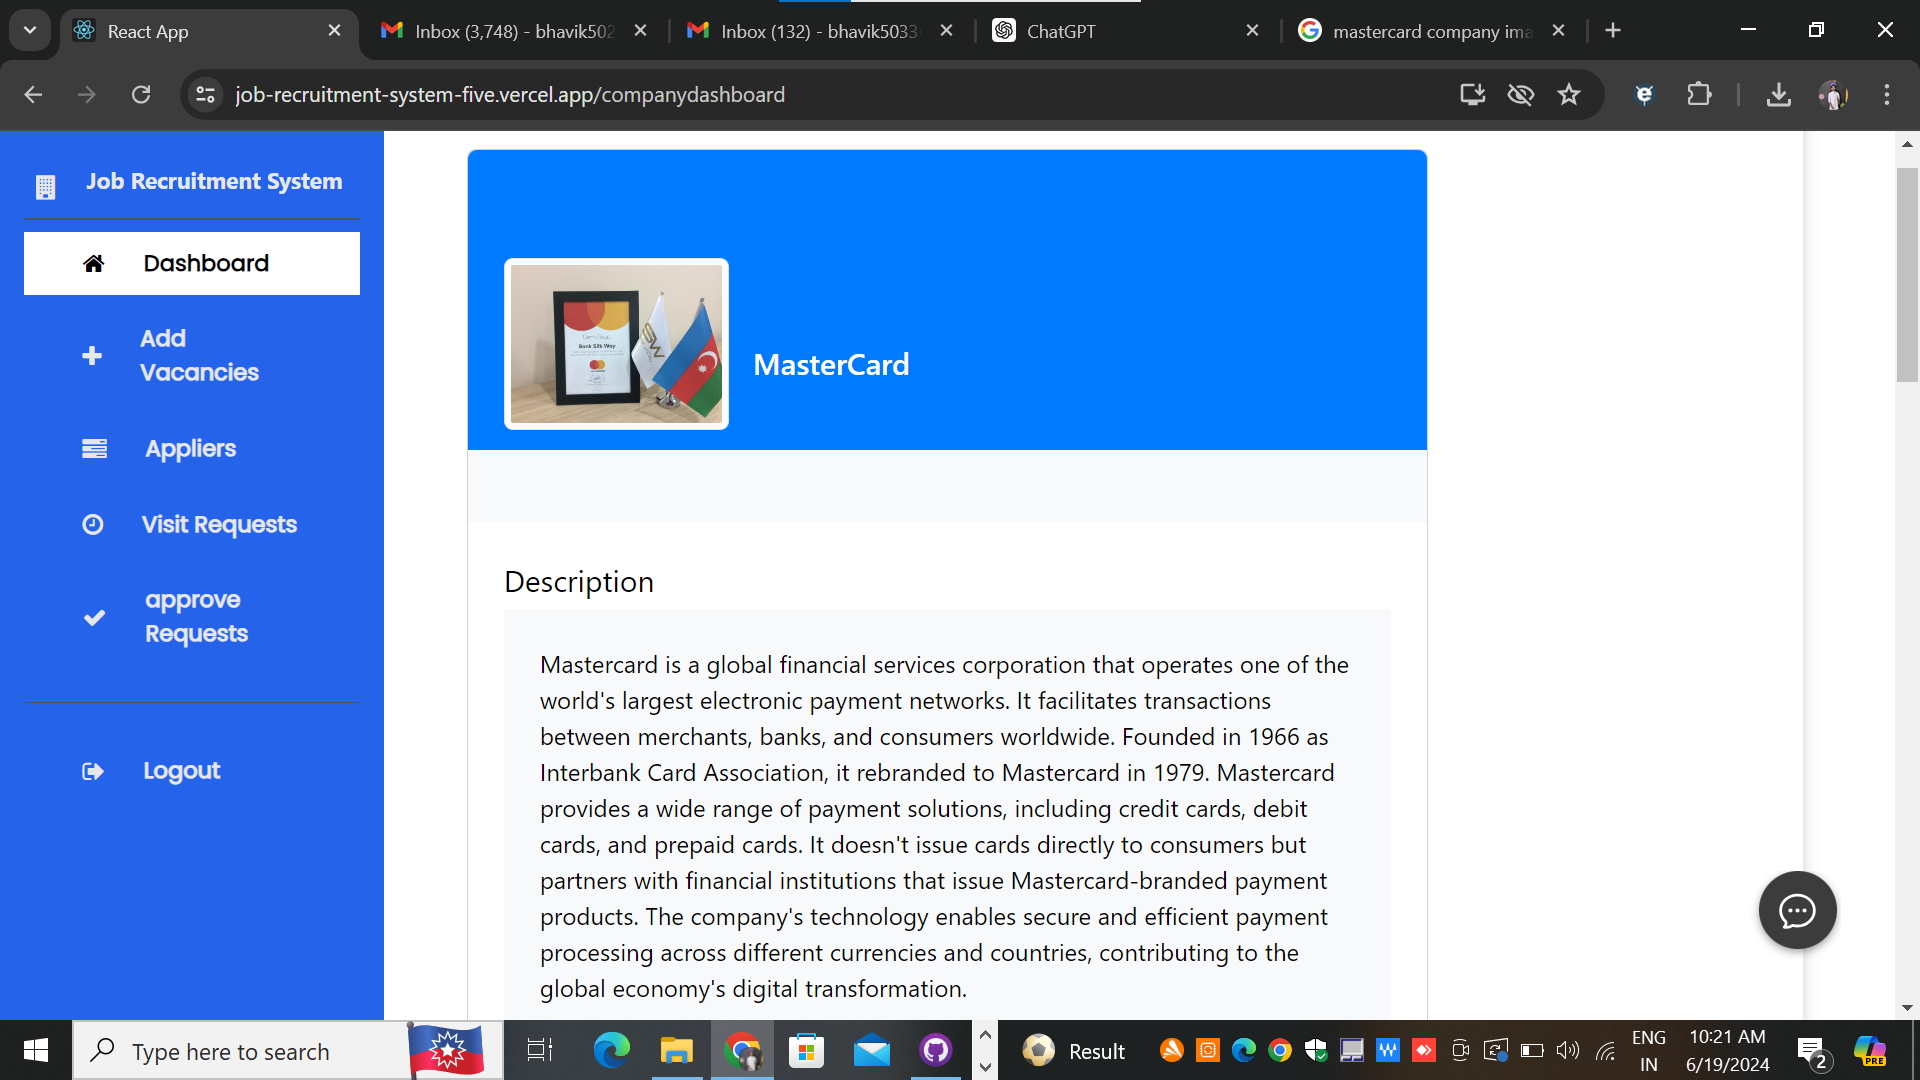 React App
Inbox (3,748) - bhavik502
Inbox (132) - bhavik5033
ChatGPT
mastercard company ima
job-recruitment-system-five.vercel.app/companydashboard
Job Recruitment System
Dashboard
Add
Vacancies
Appliers
Visit Requests
approve
Requests
Logout
Bank Silk Way
MasterCard
Description
Mastercard is a global financial services corporation that operates one of the
world's largest electronic payment networks. It facilitates transactions
between merchants, banks, and consumers worldwide. Founded in 1966 as
Interbank Card Association, it rebranded to Mastercard in 1979. Mastercard
provides a wide range of payment solutions, including credit cards, debit
cards, and prepaid cards. It doesn't issue cards directly to consumers but
partners with financial institutions that issue Mastercard-branded payment
products. The company's technology enables secure and efficient payment
processing across different currencies and countries, contributing to the
global economy's digital transformation.
Type here to search
Result
ENG
IN
10:21 AM
6/19/2024
2
PRE